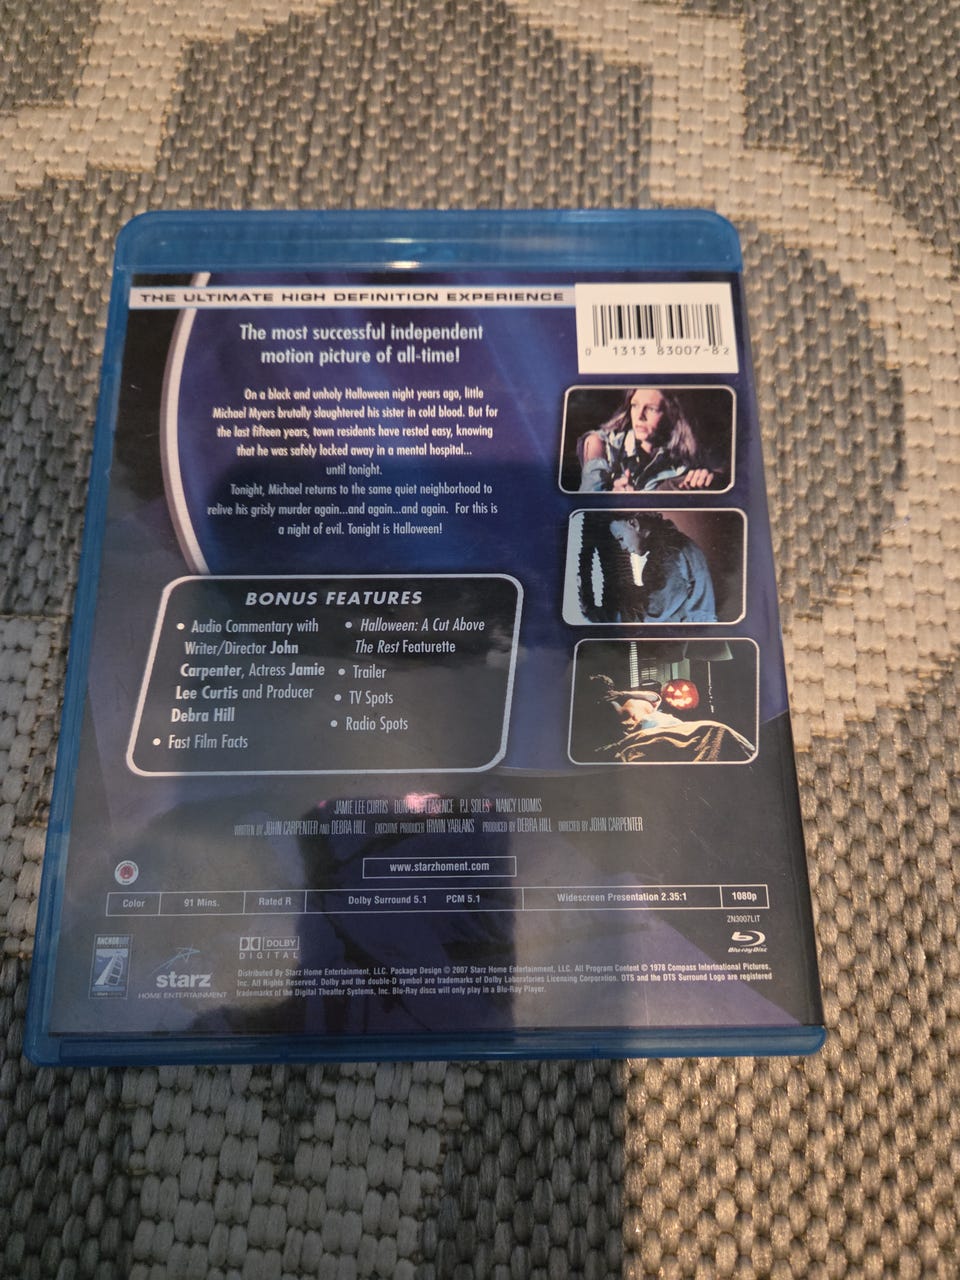 THE ULTIMATE HIGH DEFINITION EXPERIENCE
0 1313 83007-8 2
The most successful independent
motion picture of all-time!
On a black and unholy Halloween night years ago, little
Michael Myers brutally slaughtered his sister in cold blood. But for
the last fifteen years, town residents have rested easy, knowing
that he was safely locked away in a mental hospital...
until tonight.
Tonight, Michael returns to the same quiet neighborhood to
relive his grisly murder again...and again...and again. For this is
a night of evil. Tonight is Halloween!
BONUS FEATURES
• Audio Commentary with
Writer/Director John
Carpenter, Actress Jamie
Lee Curtis and Producer
Debra Hill
• Fast Film Facts
• Halloween: A Cut Above
The Rest Featurette
• Trailer
• TV Spots
• Radio Spots
JAMIE LEE CURTIS DONALD PLEASENCE P.J. SOLES NANCY LOOMIS
WRITTEN BY JOHN CARPENTER AND DEBRA HILL EXECUTIVE PRODUCER IRWIN YABLANS PRODUCED BY DEBRA HILL DIRECTED BY JOHN CARPENTER
www.starzhoment.com
Color 91 Mins. Rated R Dolby Surround 5.1 PCM 5.1 Widescreen Presentation 2.35:1 1080p
ZN3007LIT
Blu-ray Disc
ANCHOR BAY
starz
HOME ENTERTAINMENT
DOLBY
DIGITAL
Distributed By Starz Home Entertainment, LLC. Package Design © 2007 Starz Home Entertainment, LLC. All Program Content © 1978 Compass International Pictures,
Inc. All Rights Reserved. Dolby and the double-D symbol are trademarks of Dolby Laboratories Licensing Corporation. DTS and the DTS Surround Logo are registered
trademarks of the Digital Theater Systems, Inc. Blu-Ray discs will only play in a Blu-Ray Player.